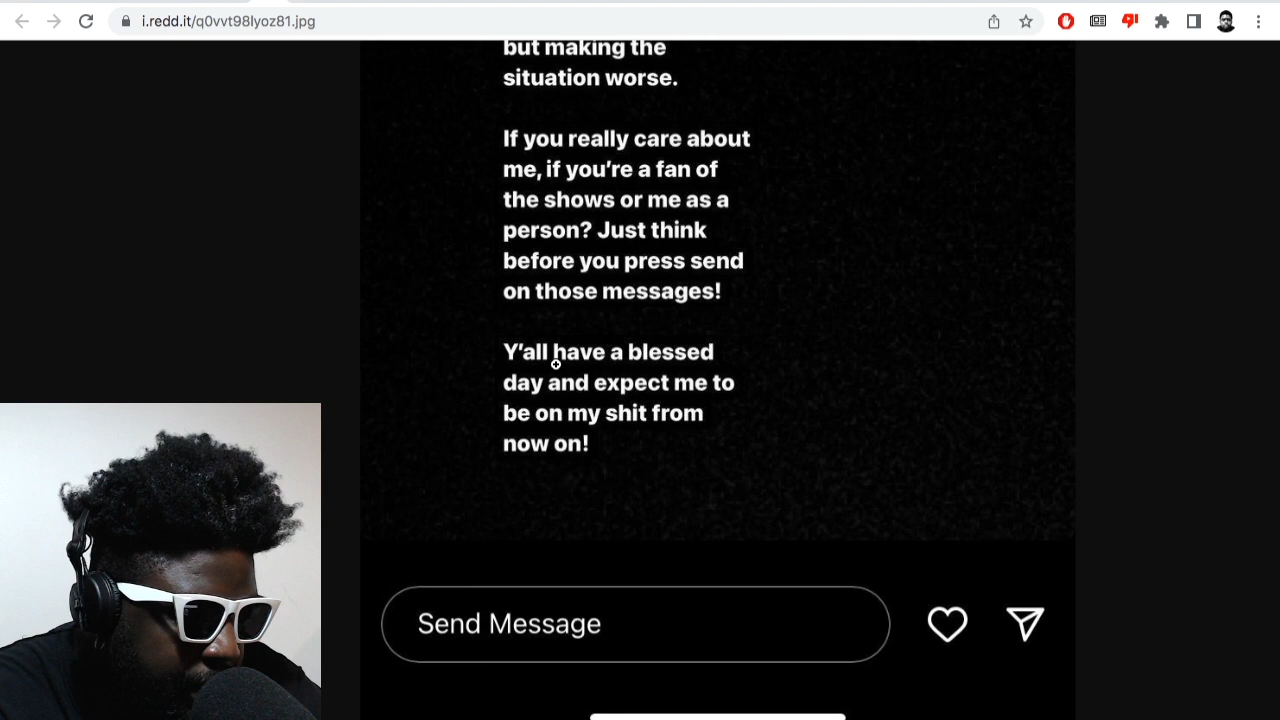 i.redd.it/q0vvt98lyoz81.jpg
but making the
situation worse.
If you really care about
me, if you’re a fan of
the shows or me as a
person? Just think
before you press send
on those messages!
Y’all have a blessed
day and expect me to
be on my shit from
now on!
Send Message